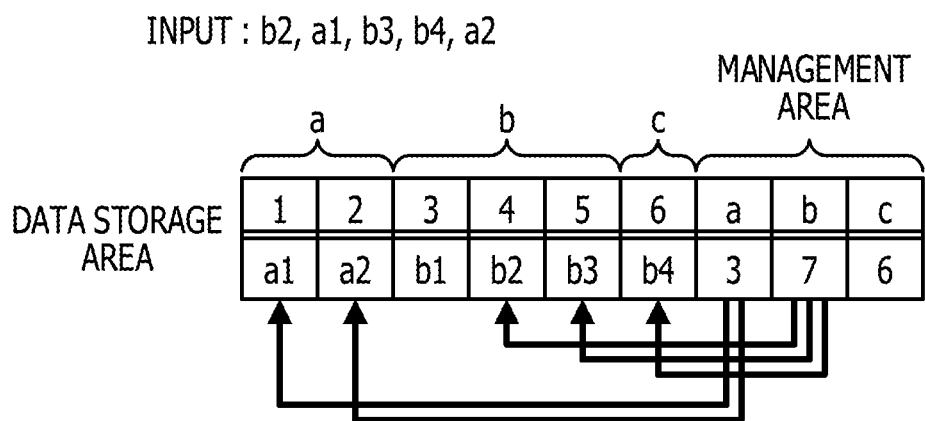 INPUT : b2, a1, b3, b4, a2
MANAGEMENT
AREA
a b c
DATA STORAGE
AREA
1 2 3 4 5 6 a b c
a1 a2 b1 b2 b3 b4 3 7 6